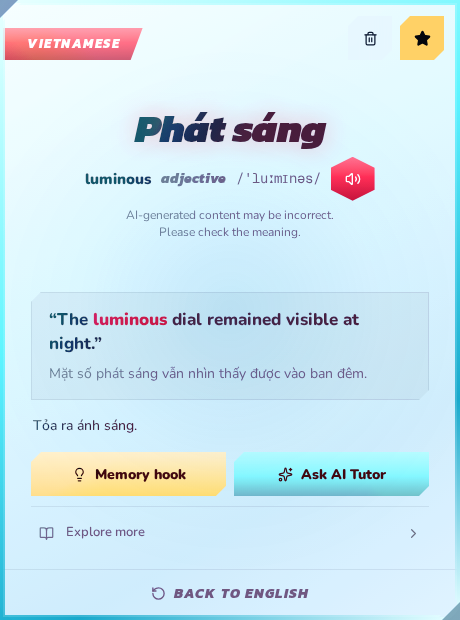 VIETNAMESE
Phát sáng
luminous adjective /ˈluːmɪnəs/
AI-generated content may be incorrect.
Please check the meaning.
“The luminous dial remained visible at
night.”
Mặt số phát sáng vẫn nhìn thấy được vào ban đêm.
Tỏa ra ánh sáng.
Memory hook
Ask AI Tutor
Explore more
BACK TO ENGLISH